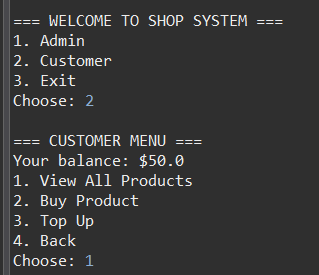 === WELCOME TO SHOP SYSTEM ===
1. Admin
2. Customer
3. Exit
Choose: 2
=== CUSTOMER MENU ===
Your balance: $50.0
1. View All Products
2. Buy Product
3. Top Up
4. Back
Choose: 1